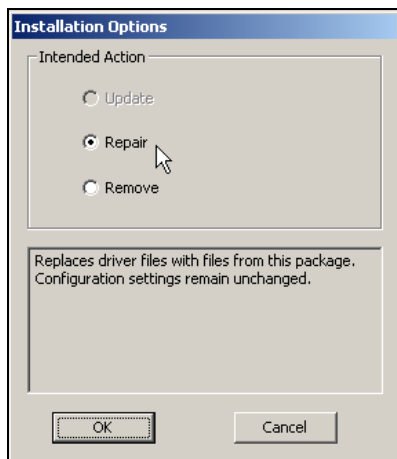 Installation Options
Intended Action
Update
Repair
Remove
Replaces driver files with files from this package.
Configuration settings remain unchanged.
OK
Cancel